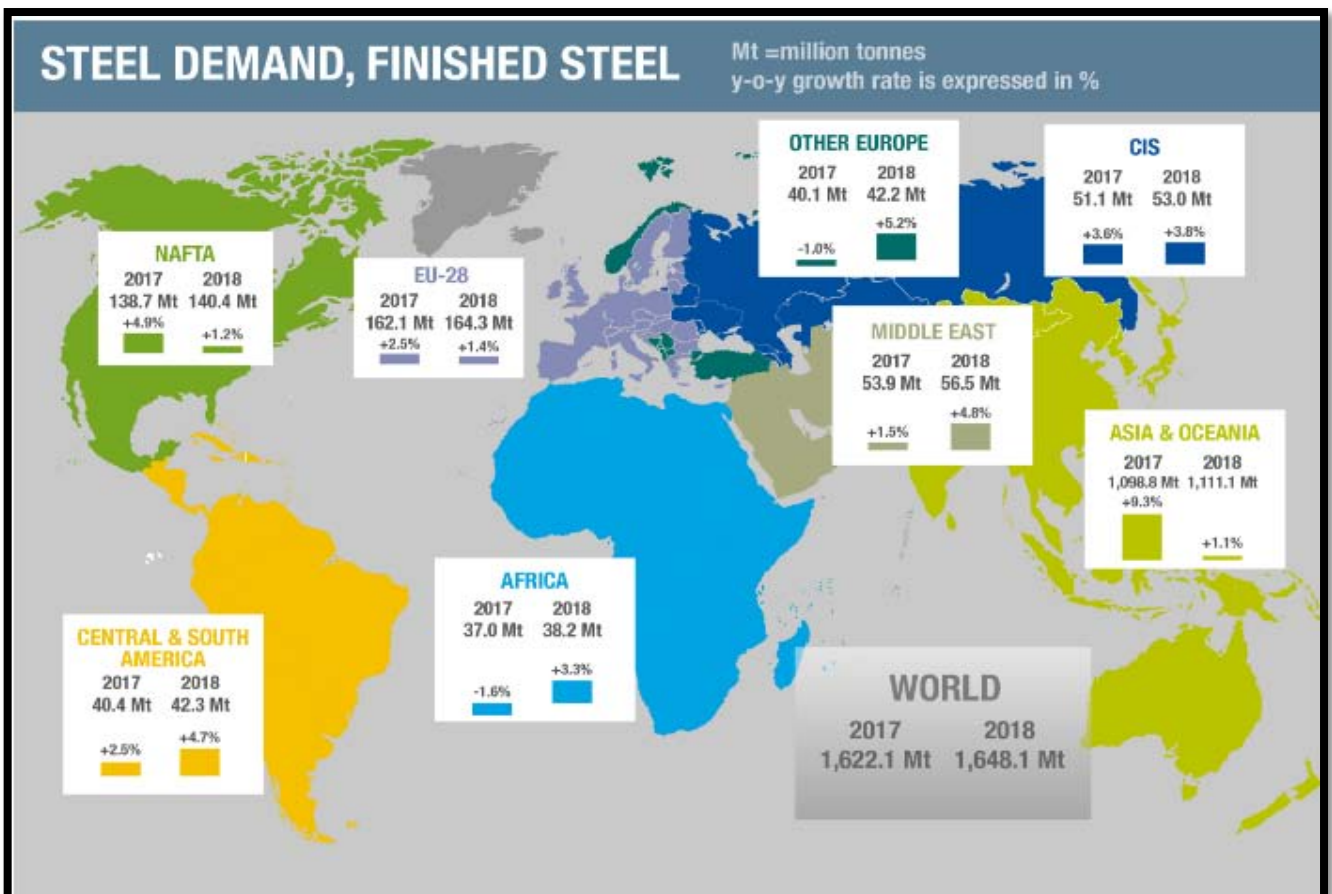 STEEL DEMAND, FINISHED STEEL
Mt =million tonnes
y-o-y growth rate is expressed in %
OTHER EUROPE
2017 2018
40.1 Mt 42.2 Mt
+5.2%
-1.0%
CIS
2017 2018
51.1 Mt 53.0 Mt
+3.6% +3.8%
NAFTA
2017 2018
138.7 Mt 140.4 Mt
+4.9%
+1.2%
EU-28
2017 2018
162.1 Mt 164.3 Mt
+2.5% +1.4%
MIDDLE EAST
2017 2018
53.9 Mt 56.5 Mt
+4.8%
+1.5%
ASIA & OCEANIA
2017 2018
1,098.8 Mt 1,111.1 Mt
+9.3%
+1.1%
AFRICA
2017 2018
37.0 Mt 38.2 Mt
+3.3%
-1.6%
CENTRAL & SOUTH
AMERICA
2017 2018
40.4 Mt 42.3 Mt
+4.7%
+2.5%
WORLD
2017 2018
1,622.1 Mt 1,648.1 Mt